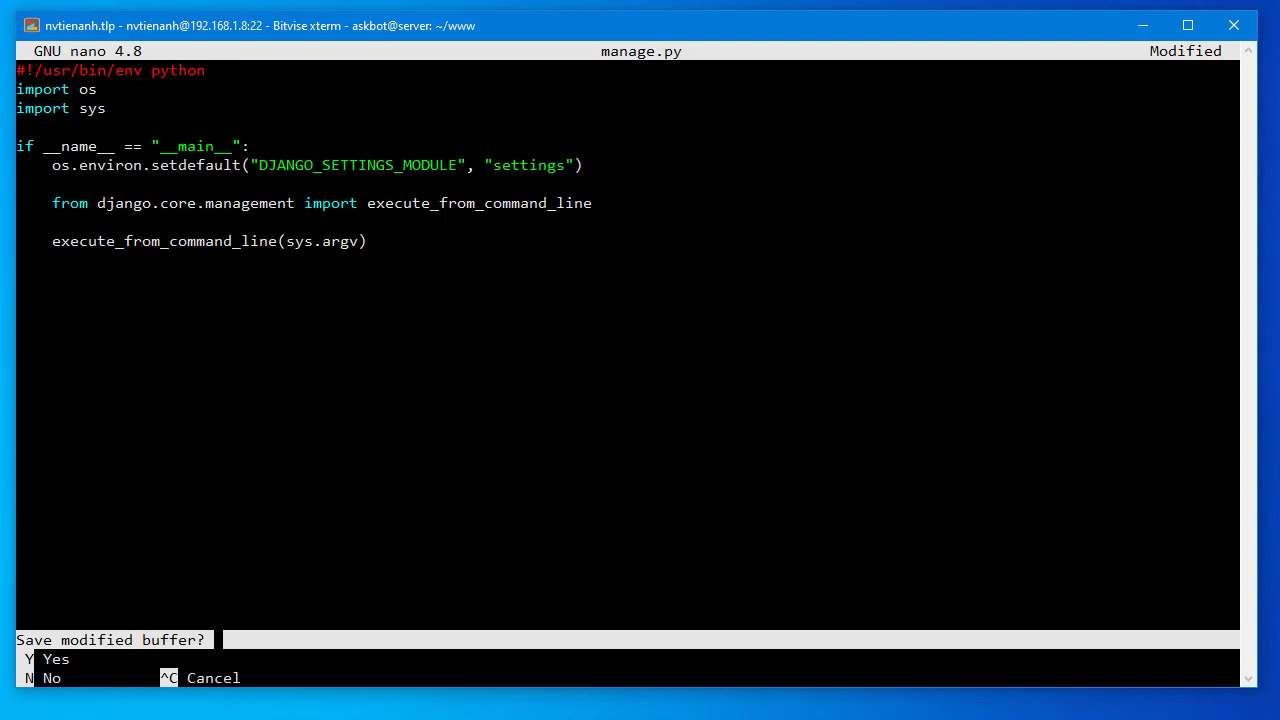 nvtienanh.tlp - nvtienanh@192.168.1.8:22 - Bitvise xterm - askbot@server: ~/www
GNU nano 4.8 manage.py Modified
#!/usr/bin/env python
import os
import sys
if __name__ == "__main__":
    os.environ.setdefault("DJANGO_SETTINGS_MODULE", "settings")
    from django.core.management import execute_from_command_line
    execute_from_command_line(sys.argv)
Save modified buffer?
Y Yes
N No ^C Cancel